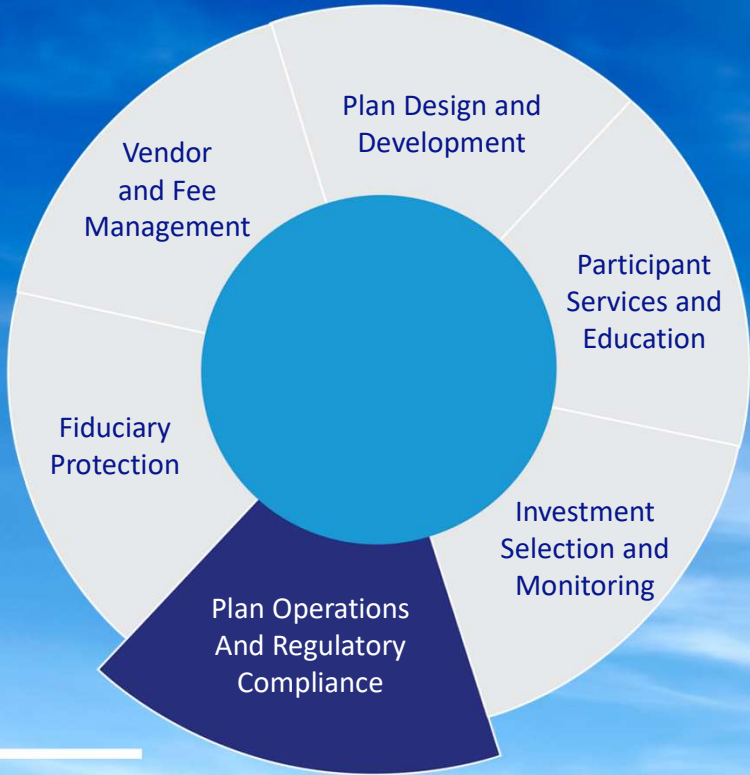 Plan Design and
Development
Participant
Services and
Education
Investment
Selection and
Monitoring
Plan Operations
And Regulatory
Compliance
Fiduciary
Protection
Vendor
and Fee
Management